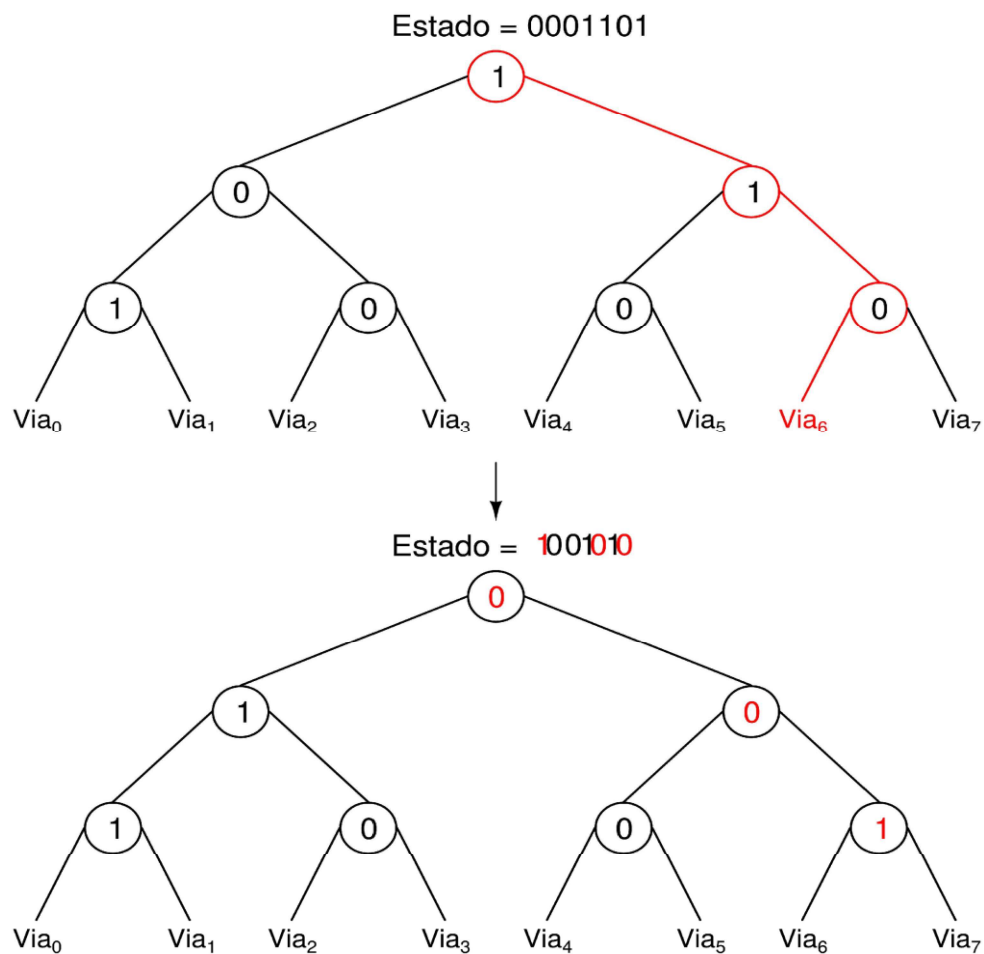 Estado = 0001101
1
0 1
1 0 0 0
Via0 Via1 Via2 Via3 Via4 Via5 Via6 Via7
Estado = 1001010
0
1 0
1 0 0 1
Via0 Via1 Via2 Via3 Via4 Via5 Via6 Via7